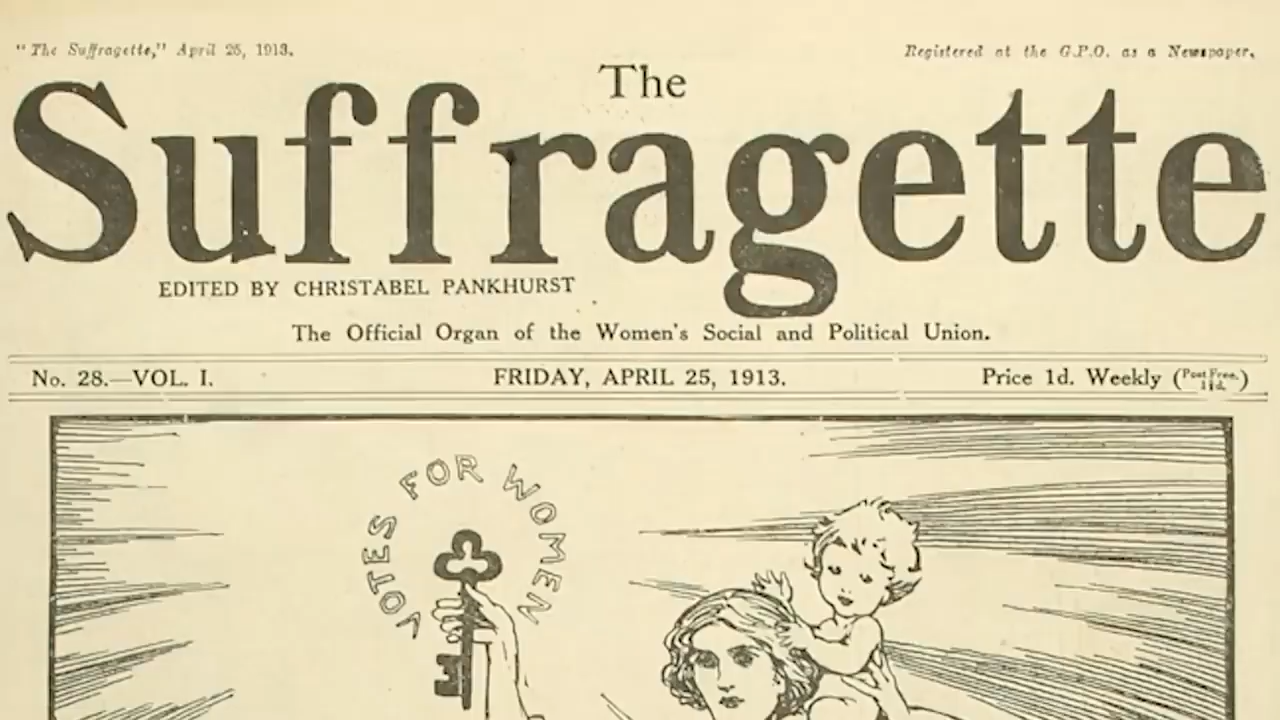 "The Suffragette," April 25, 1913.
Registered at the G.P.O. as a Newspaper.
The
Suffragette
EDITED BY CHRISTABEL PANKHURST
The Official Organ of the Women's Social and Political Union.
No. 28.—VOL. I.
FRIDAY, APRIL 25, 1913.
Price 1d. Weekly (Post Free, 1½d.)
VOTES FOR WOMEN